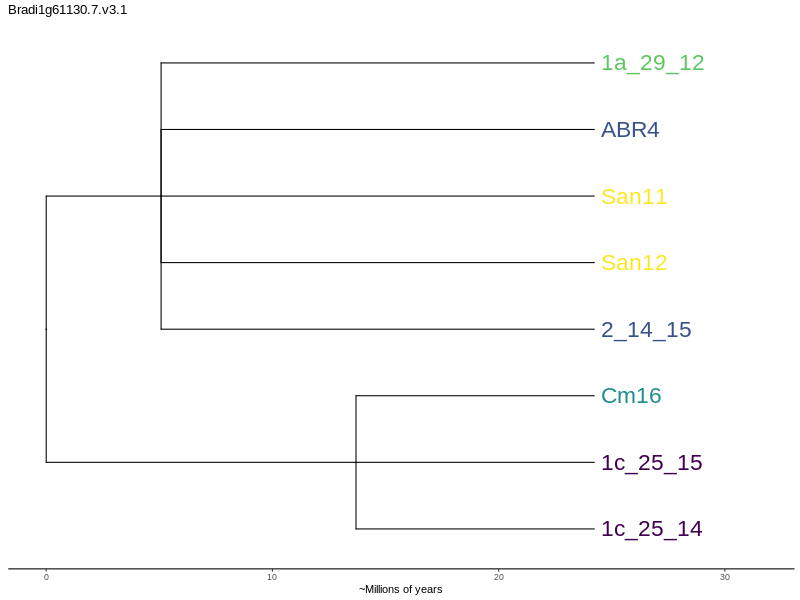 Bradi1g61130.7.v3.1
1a_29_12
ABR4
San11
San12
2_14_15
Cm16
1c_25_15
1c_25_14
0 10 20 30
~Millions of years